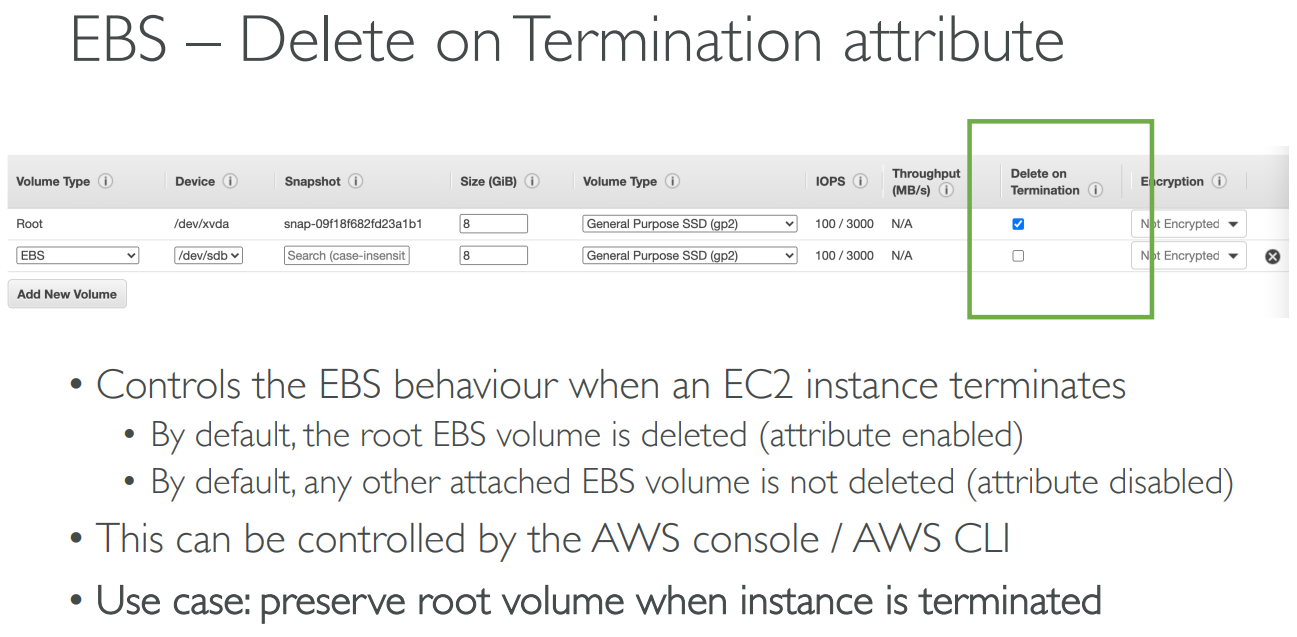 EBS – Delete on Termination attribute
Volume Type Device Snapshot Size (GiB) Volume Type IOPS Throughput (MB/s) Delete on Termination Encryption
Root /dev/xvda snap-09f18f682fd23a1b1 8 General Purpose SSD (gp2) 100 / 3000 N/A Not Encrypted
EBS /dev/sdb Search (case-insensit 8 General Purpose SSD (gp2) 100 / 3000 N/A Not Encrypted
Add New Volume
• Controls the EBS behaviour when an EC2 instance terminates
• By default, the root EBS volume is deleted (attribute enabled)
• By default, any other attached EBS volume is not deleted (attribute disabled)
• This can be controlled by the AWS console / AWS CLI
• Use case: preserve root volume when instance is terminated